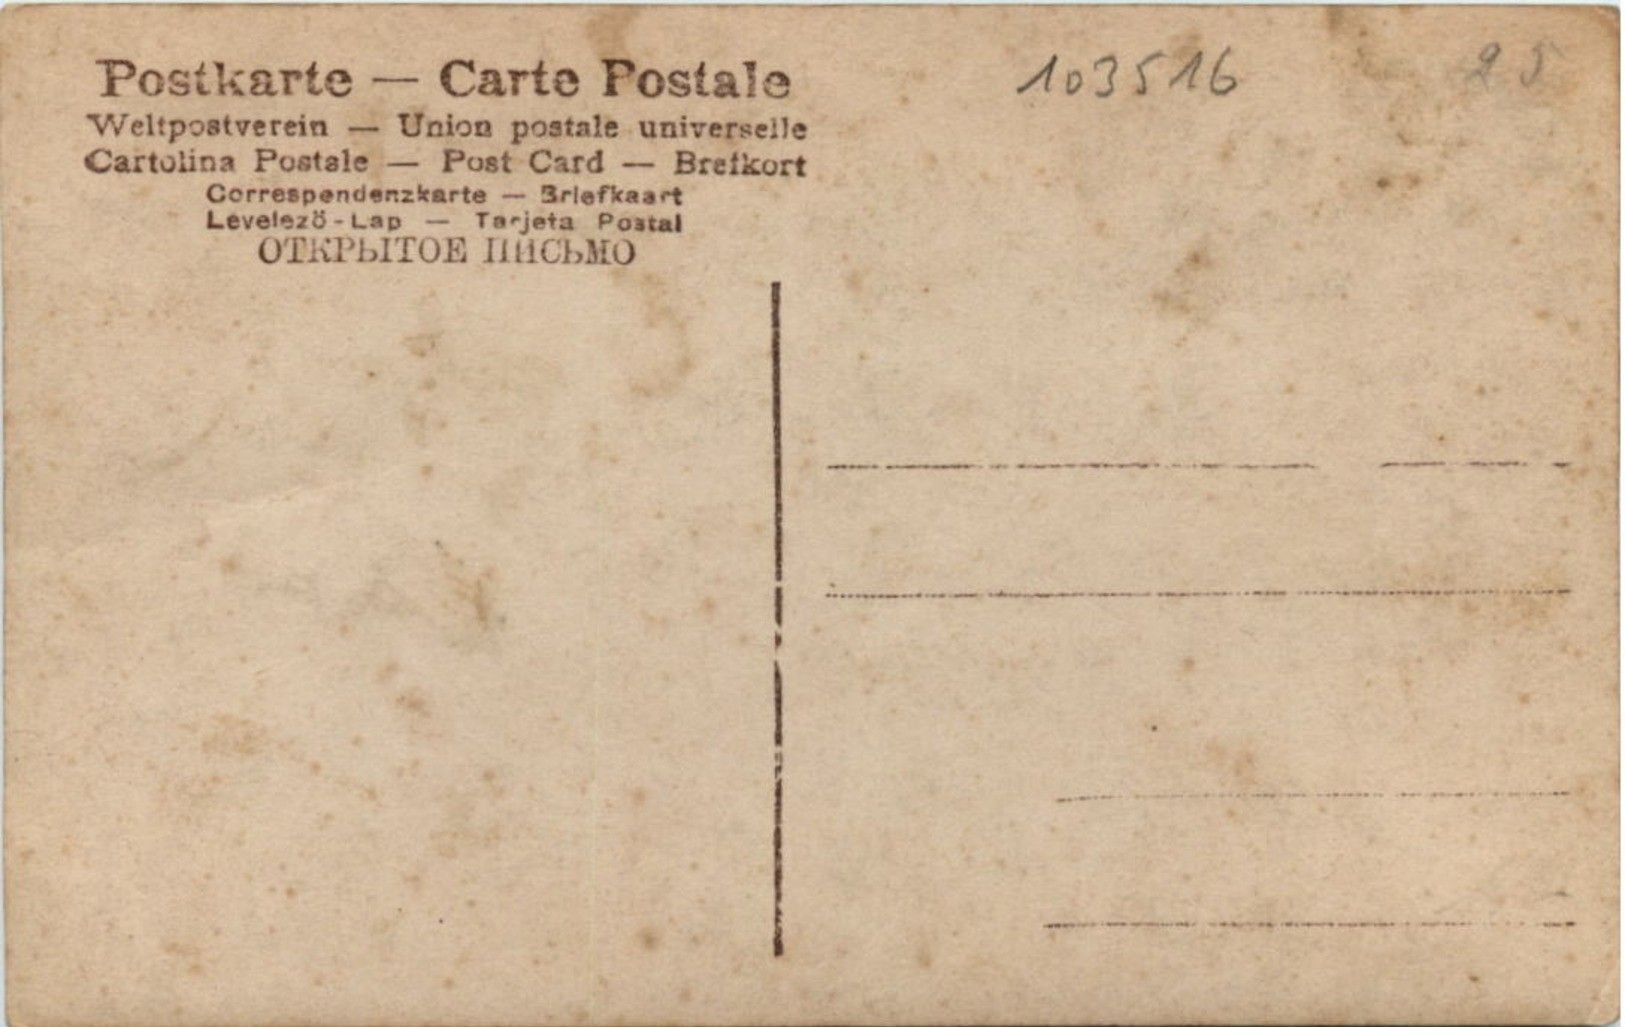 Postkarte — Carte Postale
Weltpostverein — Union postale universelle
Cartolina Postale — Post Card — Brefkort
Correspondenzkarte — Briefkaart
Levelezö-Lap — Tarjeta Postal
ОТКРЫТОЕ ПИСЬМО
103516
25